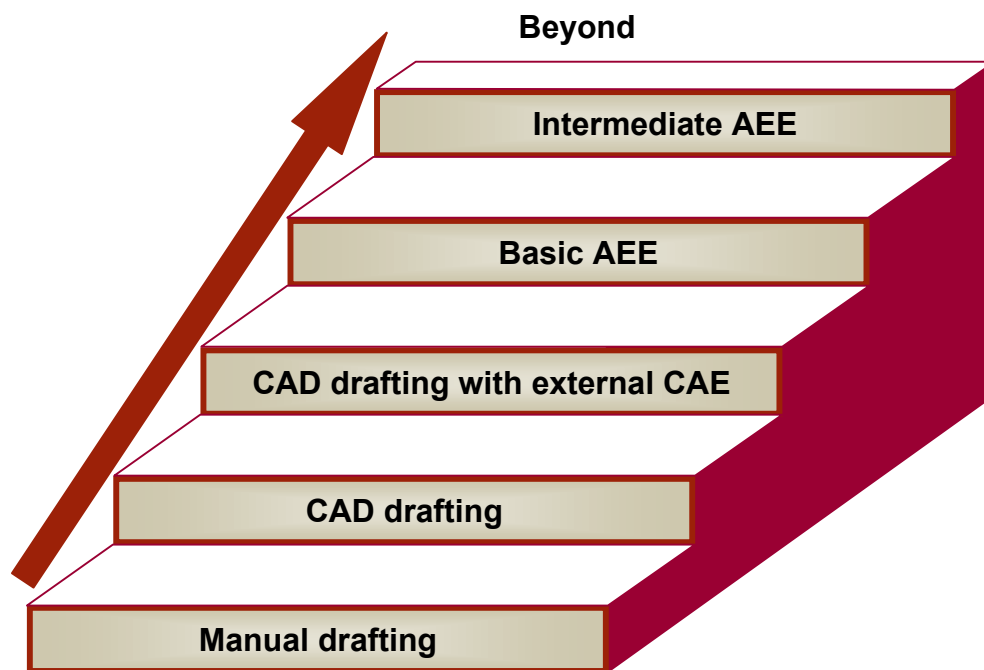 Beyond
Intermediate AEE
Basic AEE
CAD drafting with external CAE
CAD drafting
Manual drafting